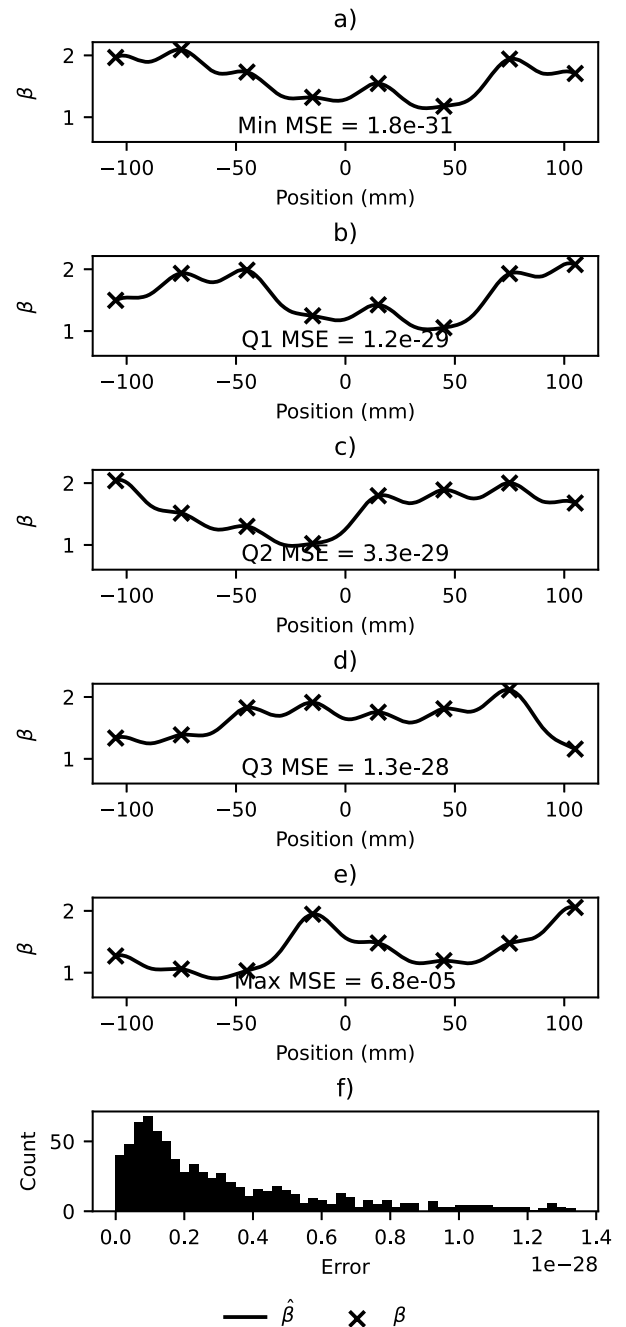 a)
2
1
β
Min MSE = 1.8e-31
−100 −50 0 50 100
Position (mm)
b)
2
1
β
Q1 MSE = 1.2e-29
−100 −50 0 50 100
Position (mm)
c)
2
1
β
Q2 MSE = 3.3e-29
−100 −50 0 50 100
Position (mm)
d)
2
1
β
Q3 MSE = 1.3e-28
−100 −50 0 50 100
Position (mm)
e)
2
1
β
Max MSE = 6.8e-05
−100 −50 0 50 100
Position (mm)
f)
50
0
Count
0.0 0.2 0.4 0.6 0.8 1.0 1.2 1.4
Error
1e−28
β̂ β